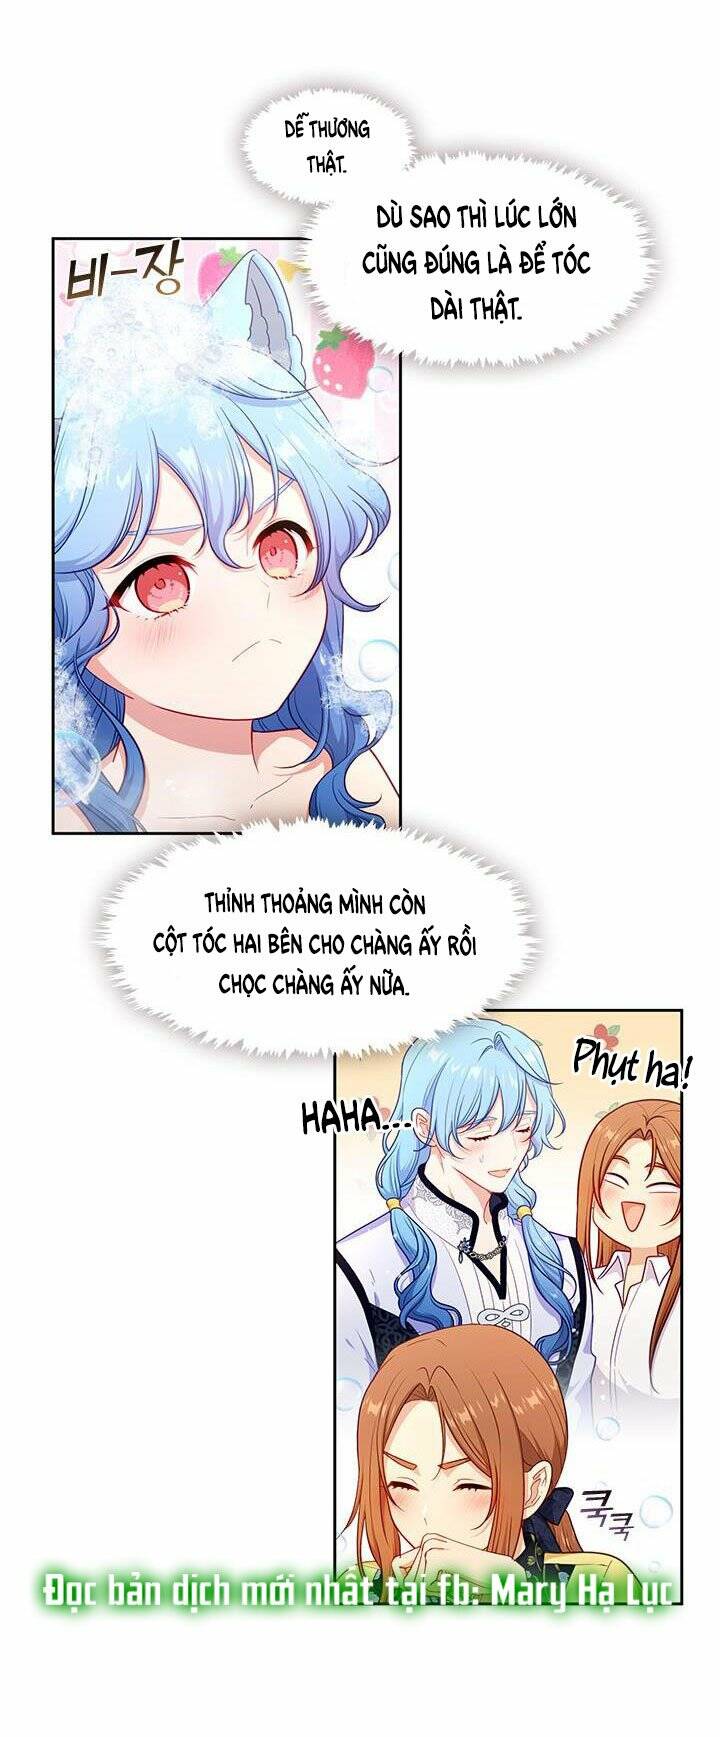 DỄ THƯƠNG
THẬT.
DÙ SAO THÌ LÚC LỚN
CŨNG ĐÚNG LÀ ĐỂ TÓC
DÀI THẬT.
비-장
THỈNH THOẢNG MÌNH CÒN
CỘT TÓC HAI BÊN CHO CHÀNG ẤY RỒI
CHỌC CHÀNG ẤY NỮA.
Phụt ha!
HAHA...
쿡쿡
Đọc bản dịch mới nhất tại fb: Mary Hạ Lục